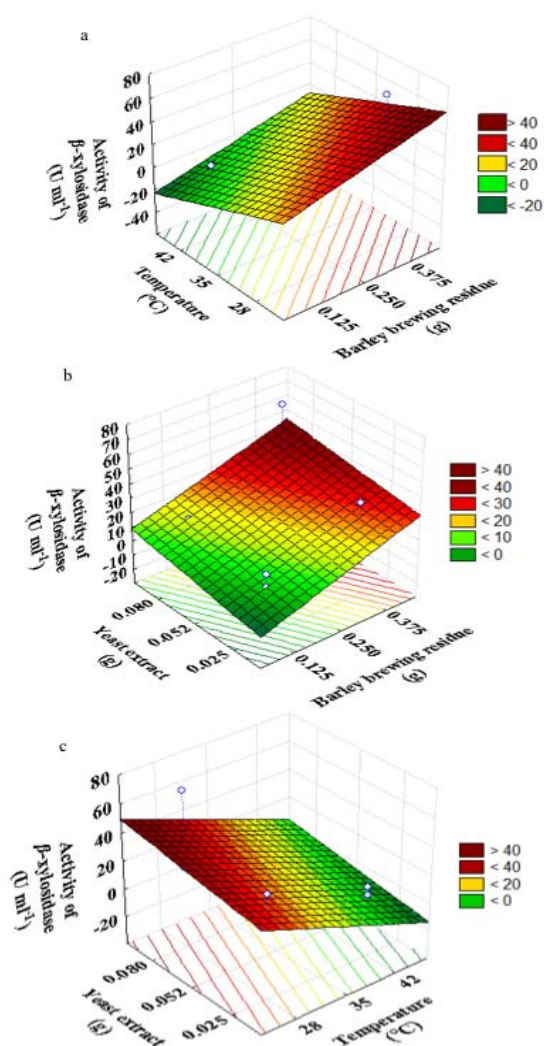 a
80
60
40
20
0
-20
-40
Activity of
β-xylosidase
(U ml⁻¹)
42
35
28
Temperature
(°C)
0.125
0.250
0.375
Barley brewing residue
(g)
> 40
< 40
< 20
< 0
< -20
b
80
70
60
50
40
30
20
10
0
-10
-20
Activity of
β-xylosidase
(U ml⁻¹)
0.080
0.052
0.025
Yeast extract
(g)
0.125
0.250
0.375
Barley brewing residue
(g)
> 40
< 40
< 30
< 20
< 10
< 0
c
80
60
40
20
0
-20
Activity of
β-xylosidase
(U ml⁻¹)
0.080
0.052
0.025
Yeast extract
(g)
28
35
42
Temperature
(°C)
> 40
< 40
< 20
< 0